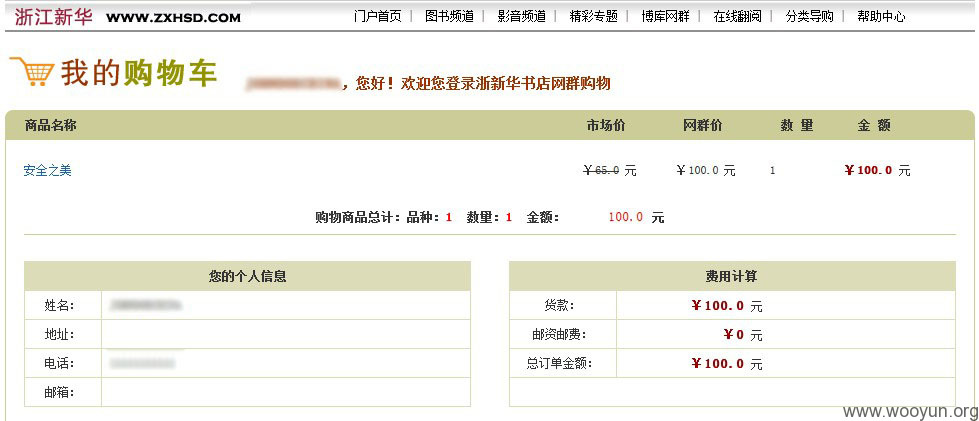 浙江新华 WWW.ZXHSD.COM 门户首页 | 图书频道 | 影音频道 | 精彩专题 | 博库网群 | 在线翻阅 | 分类导购 | 帮助中心
我的购物车
，您好！欢迎您登录浙新华书店网群购物
商品名称 市场价 网群价 数 量 金 额
安全之美 ￥65.0 元 ￥100.0 元 1 ￥100.0 元
购物商品总计：品种：1 数量：1 金额： 100.0 元
您的个人信息 费用计算
姓名： 货款： ￥100.0 元
地址： 邮资邮费： ￥0 元
电话： 总订单金额： ￥100.0 元
邮箱：
www.wooyun.org